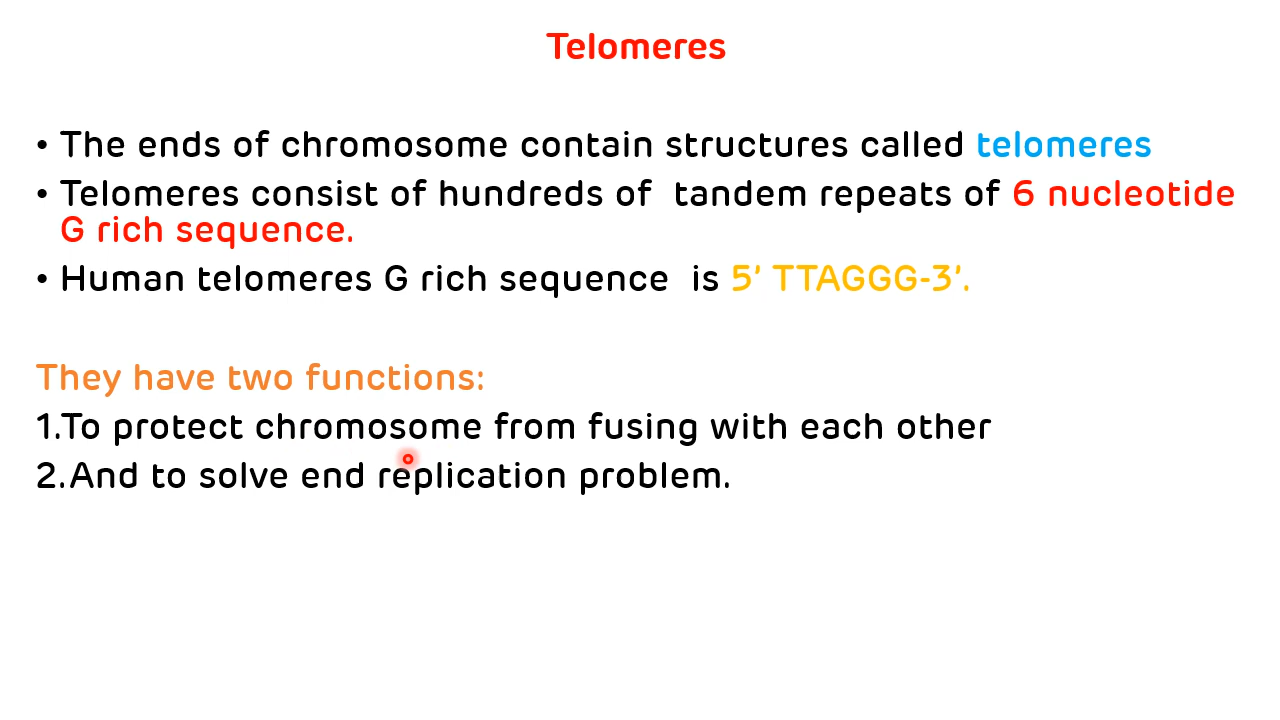 Telomeres
• The ends of chromosome contain structures called telomeres
• Telomeres consist of hundreds of  tandem repeats of 6 nucleotide
G rich sequence.
• Human telomeres G rich sequence  is 5’ TTAGGG-3’.
They have two functions:
1.To protect chromosome from fusing with each other
2.And to solve end replication problem.